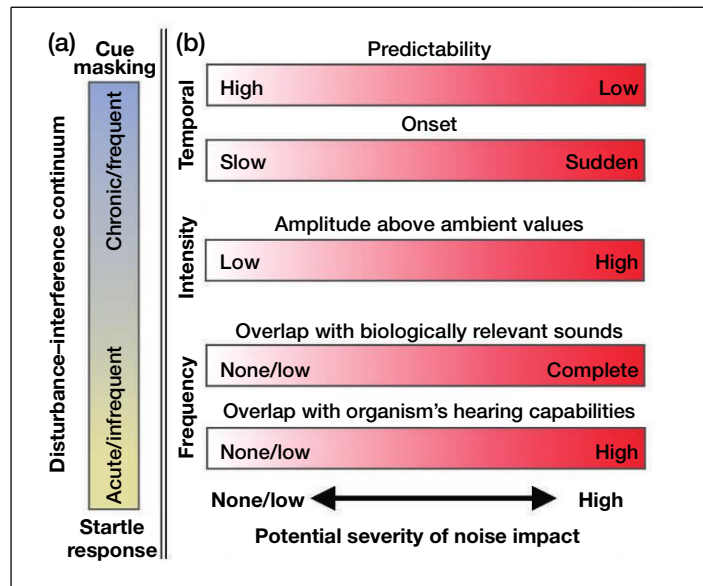 (a)
Cue
masking
Disturbance–interference continuum
Chronic/frequent
Acute/infrequent
Startle
response
(b)
Temporal
Predictability
High Low
Onset
Slow Sudden
Intensity
Amplitude above ambient values
Low High
Frequency
Overlap with biologically relevant sounds
None/low Complete
Overlap with organism's hearing capabilities
None/low High
None/low High
Potential severity of noise impact